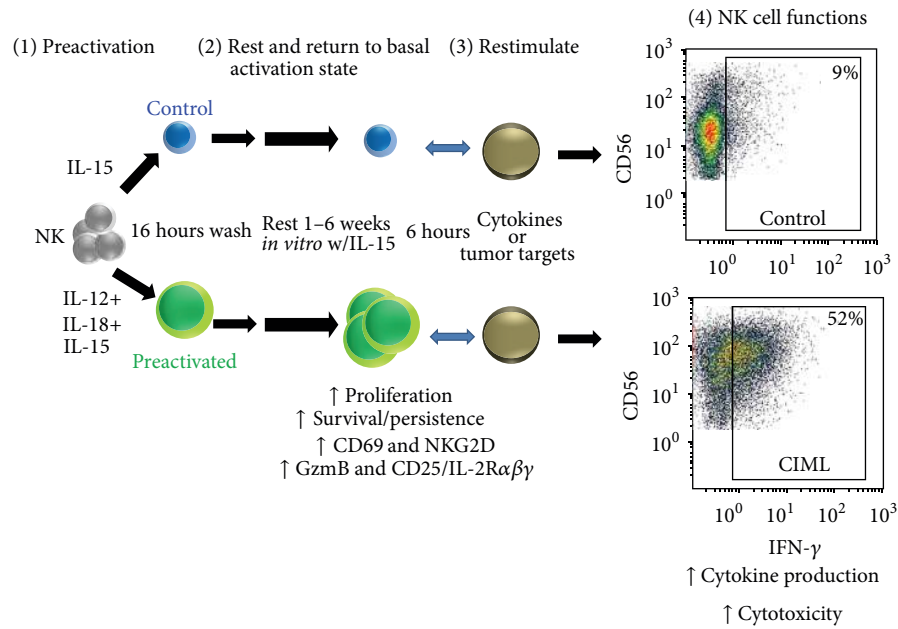 (1) Preactivation
(2) Rest and return to basal
activation state
(3) Restimulate
(4) NK cell functions
Control
IL-15
NK
16 hours wash
Rest 1–6 weeks
in vitro w/IL-15
6 hours
Cytokines
or
tumor targets
IL-12+
IL-18+
IL-15
Preactivated
↑ Proliferation
↑ Survival/persistence
↑ CD69 and NKG2D
↑ GzmB and CD25/IL-2Rαβγ
10³
10²
10¹
10⁰
CD56
9%
Control
10⁰ 10¹ 10² 10³
10³
10²
10¹
10⁰
CD56
52%
CIML
10⁰ 10¹ 10² 10³
IFN-γ
↑ Cytokine production
↑ Cytotoxicity